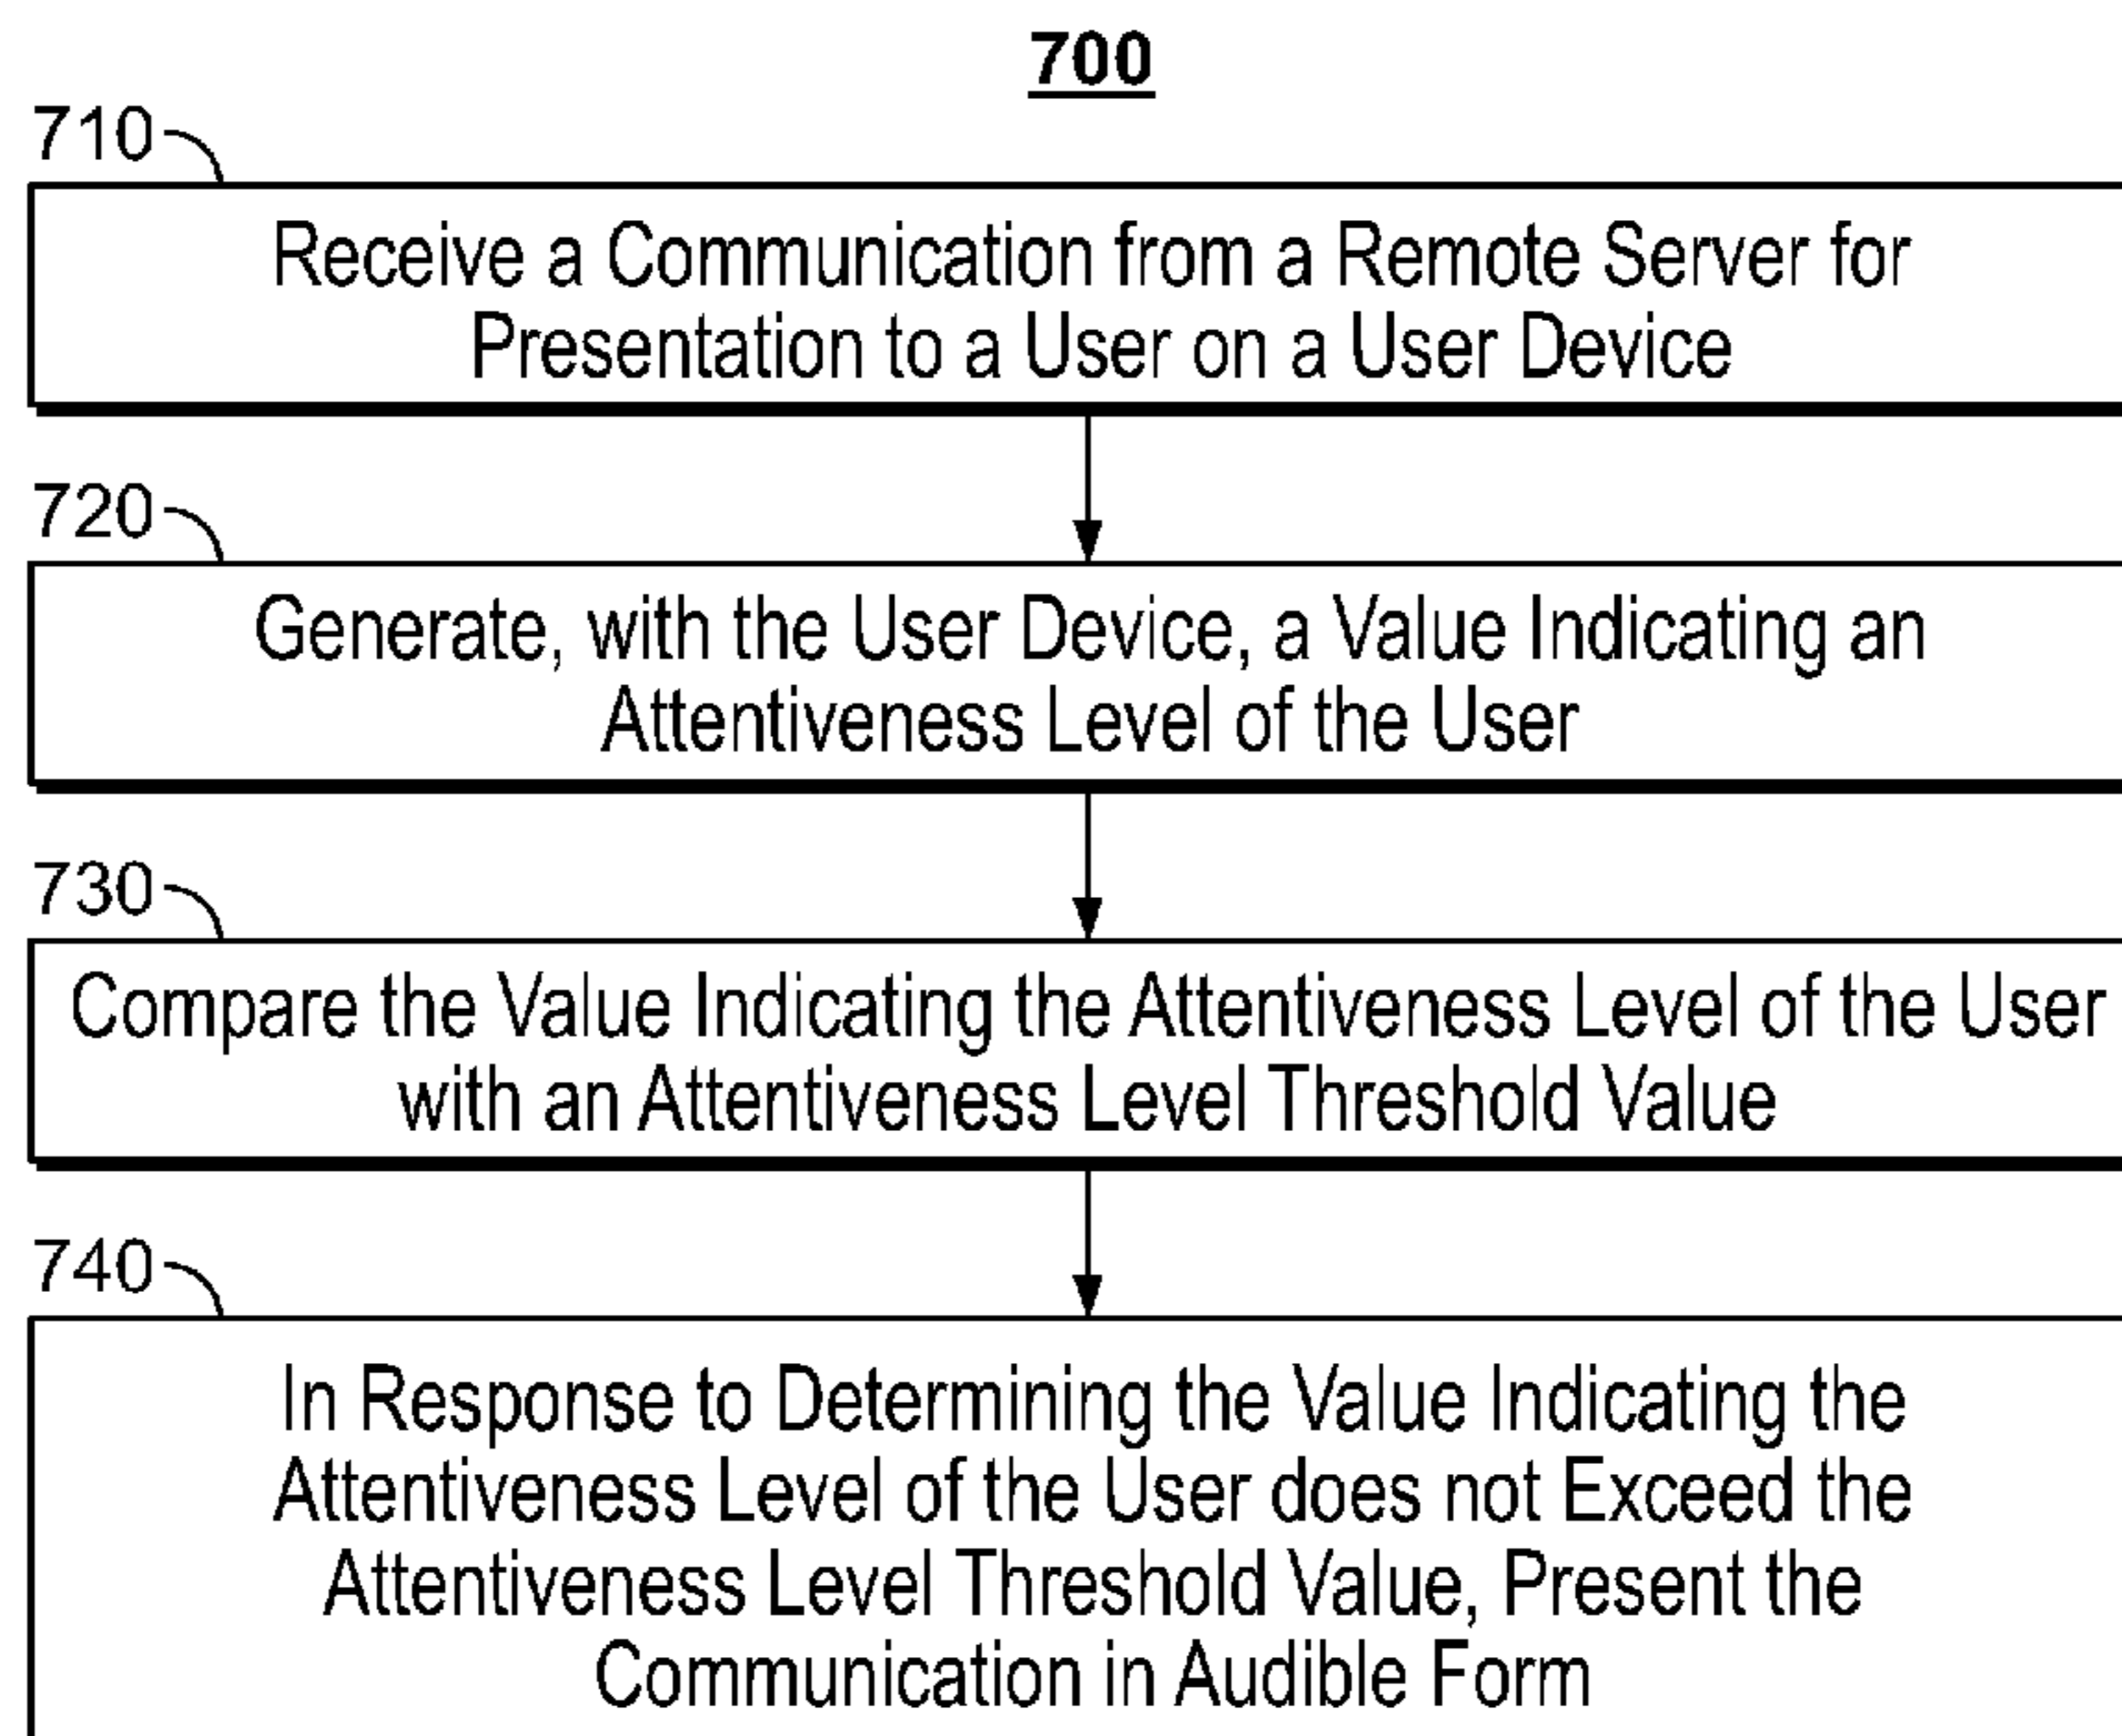 700
710
Receive a Communication from a Remote Server for
Presentation to a User on a User Device
720
Generate, with the User Device, a Value Indicating an
Attentiveness Level of the User
730
Compare the Value Indicating the Attentiveness Level of the User
with an Attentiveness Level Threshold Value
740
In Response to Determining the Value Indicating the
Attentiveness Level of the User does not Exceed the
Attentiveness Level Threshold Value, Present the
Communication in Audible Form